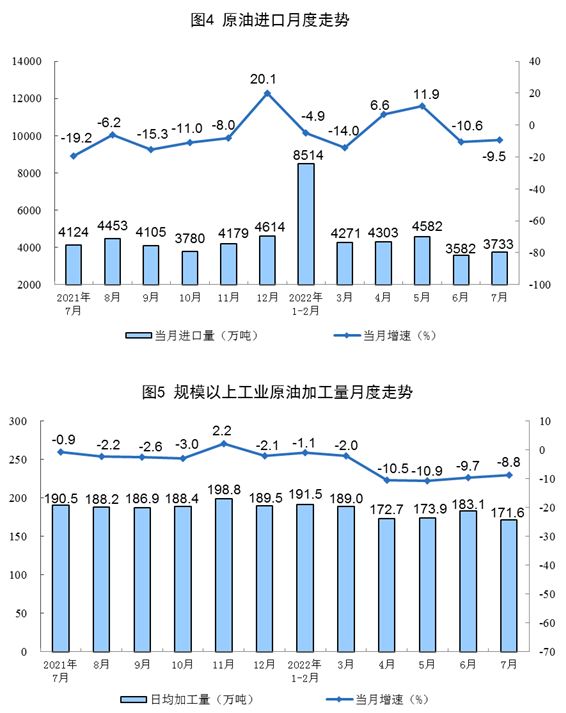 图4 原油进口月度走势
14000
12000
10000
8000
6000
4000
2000
40
20
0
-20
-40
-60
-80
-100
-19.2
-6.2
-15.3
-11.0
-8.0
20.1
-4.9
-14.0
6.6
11.9
-10.6
-9.5
4124
4453
4105
3780
4179
4614
8514
4271
4303
4582
3582
3733
2021年
7月
8月
9月
10月
11月
12月
2022年
1-2月
3月
4月
5月
6月
7月
当月进口量（万吨）
当月增速（%）
图5 规模以上工业原油加工量月度走势
300
250
200
150
100
50
0
10
0
-10
-20
-30
-40
-50
-60
-70
-0.9
-2.2
-2.6
-3.0
2.2
-2.1
-1.1
-2.0
-10.5
-10.9
-9.7
-8.8
190.5
188.2
186.9
188.4
198.8
189.5
191.5
189.0
172.7
173.9
183.1
171.6
2021年
7月
8月
9月
10月
11月
12月
2022年
1-2月
3月
4月
5月
6月
7月
日均加工量（万吨）
当月增速（%）